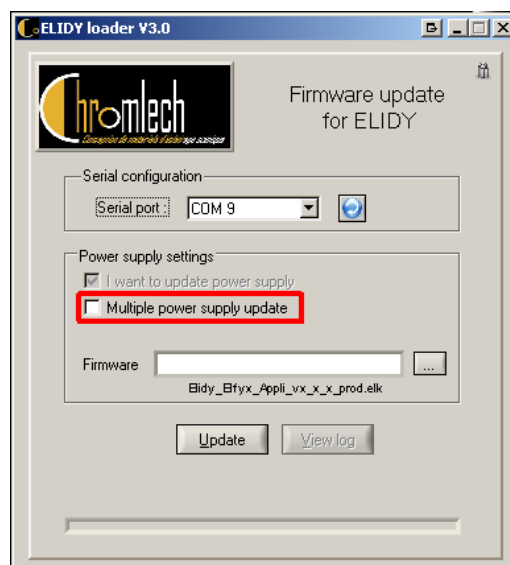 ELIDY loader V3.0
Chromlech
Firmware update
for ELIDY
Serial configuration
Serial port :
COM 9
Power supply settings
I want to update power supply
Multiple power supply update
Firmware
...
Elidy_Elfyx_Appli_vx_x_x_prod.elk
Update
View log